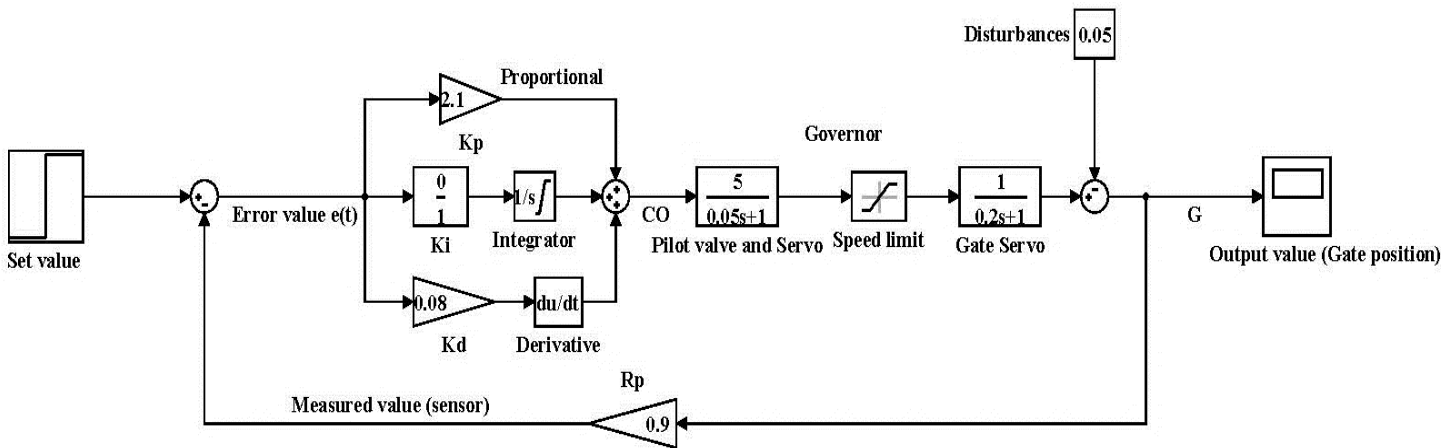 Disturbances
0.05
Proportional
2.1
Kp
Governor
Set value
+
-
Error value e(t)
0
1
Ki
1/s
Integrator
+
+
+
CO
5
0.05s+1
Pilot valve and Servo
Speed limit
1
0.2s+1
Gate Servo
-
+
G
Output value (Gate position)
0.08
Kd
du/dt
Derivative
Rp
0.9
Measured value (sensor)